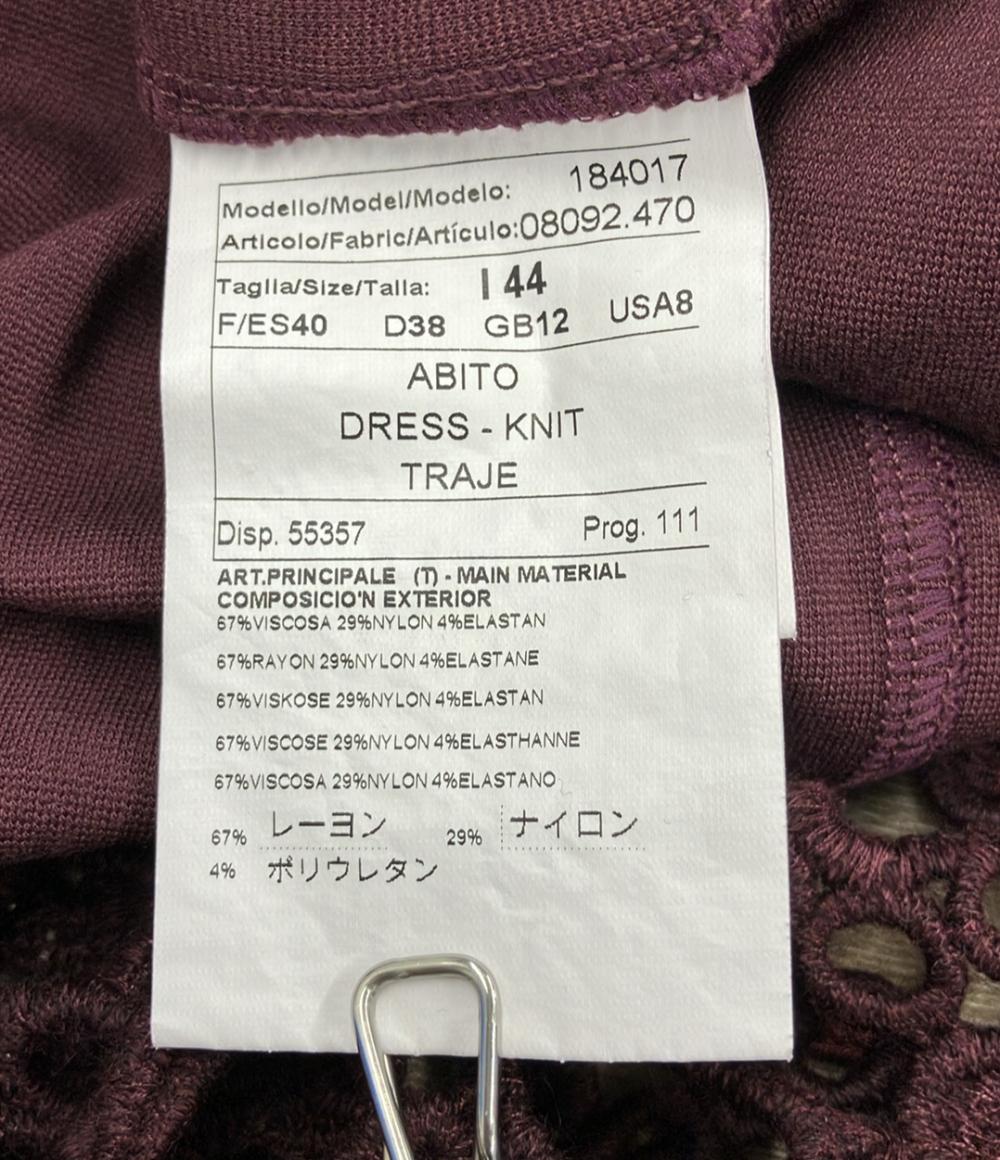 Modello/Model/Modelo: 184017
Articolo/Fabric/Artículo:08092.470
Taglia/Size/Talla: I 44
F/ES40 D38 GB12 USA8
ABITO
DRESS - KNIT
TRAJE
Disp. 55357 Prog. 111
ART.PRINCIPALE (T) - MAIN MATERIAL
COMPOSICIO'N EXTERIOR
67%VISCOSA 29%NYLON 4%ELASTAN
67%RAYON 29%NYLON 4%ELASTANE
67%VISKOSE 29%NYLON 4%ELASTAN
67%VISCOSE 29%NYLON 4%ELASTHANNE
67%VISCOSA 29%NYLON 4%ELASTANO
67% レーヨン 29% ナイロン
4% ポリウレタン